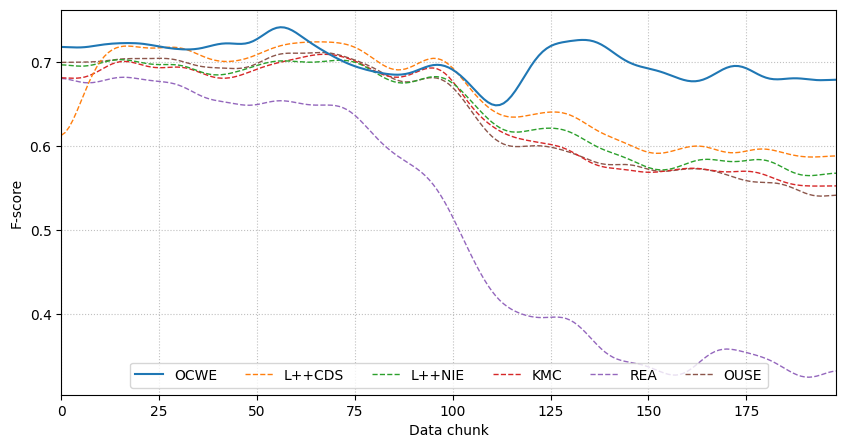 F-score
0.7
0.6
0.5
0.4
OCWE L++CDS L++NIE KMC REA OUSE
0 25 50 75 100 125 150 175
Data chunk